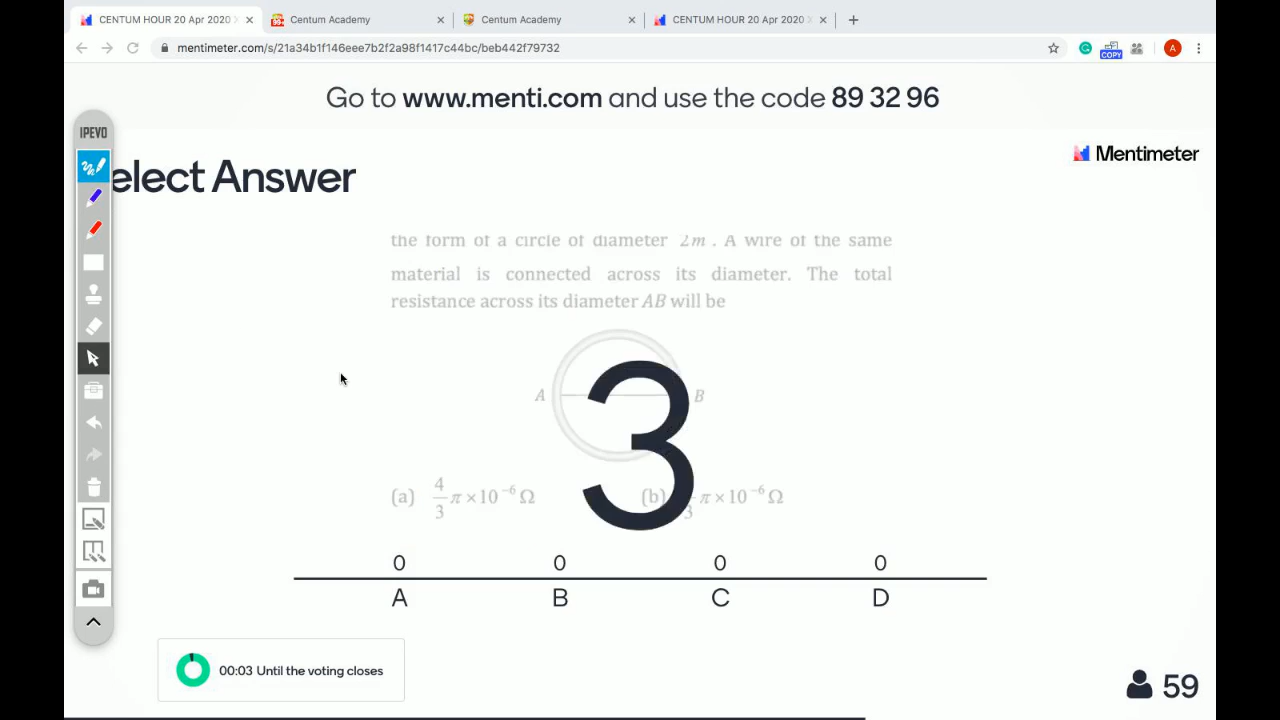 CENTUM HOUR 20 Apr 2020
Centum Academy
Centum Academy
CENTUM HOUR 20 Apr 2020
mentimeter.com/s/21a34b1f146eee7b2f2a98f1417c44bc/beb442f79732
COPY
A
Go to www.menti.com and use the code 89 32 96
IPEVO
Mentimeter
elect Answer
the form of a circle of diameter 2m . A wire of the same
material is connected across its diameter. The total
resistance across its diameter AB will be
3
A
B
(a) 4/3 π × 10⁻⁶ Ω (b) /3 π × 10⁻⁶ Ω
0 0 0 0
A B C D
00:03 Until the voting closes
59